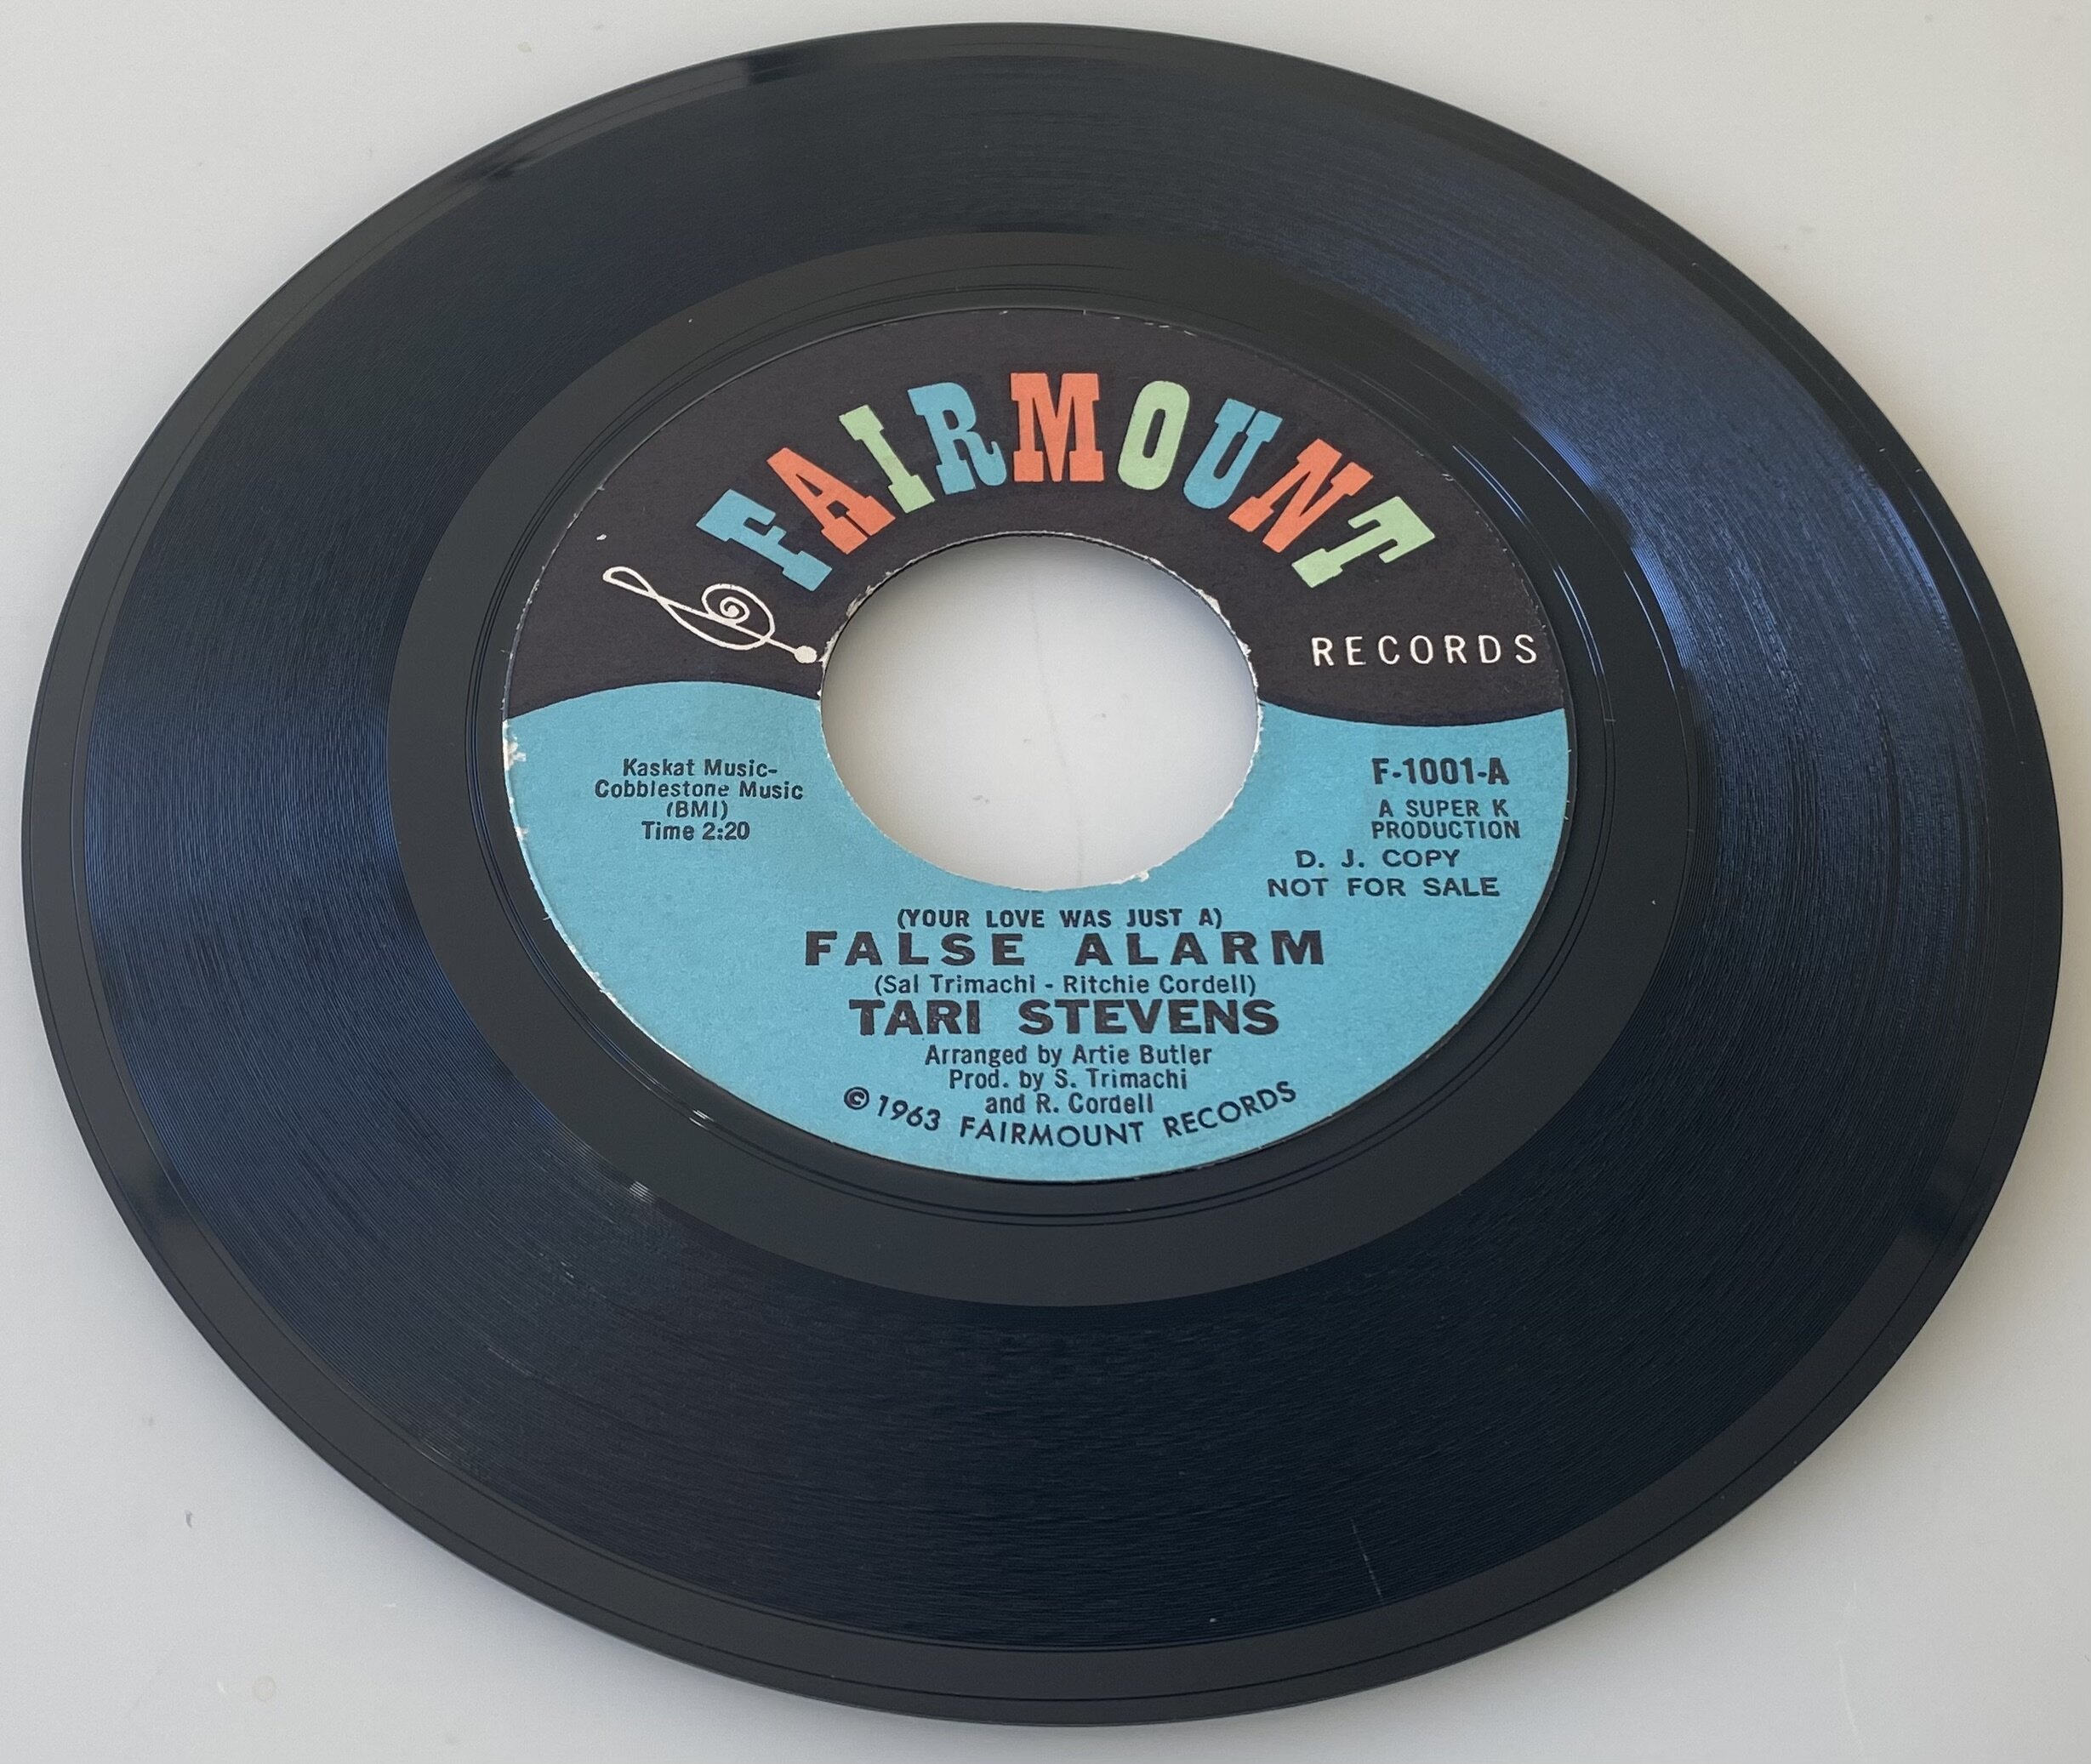 FAIRMOUNT
RECORDS
Kaskat Music-
Cobblestone Music
(BMI)
Time 2:20
F-1001-A
A SUPER K
PRODUCTION
D. J. COPY
NOT FOR SALE
(YOUR LOVE WAS JUST A)
FALSE ALARM
(Sal Trimachi - Ritchie Cordell)
TARI STEVENS
Arranged by Artie Butler
Prod. by S. Trimachi
and R. Cordell
© 1963 FAIRMOUNT RECORDS